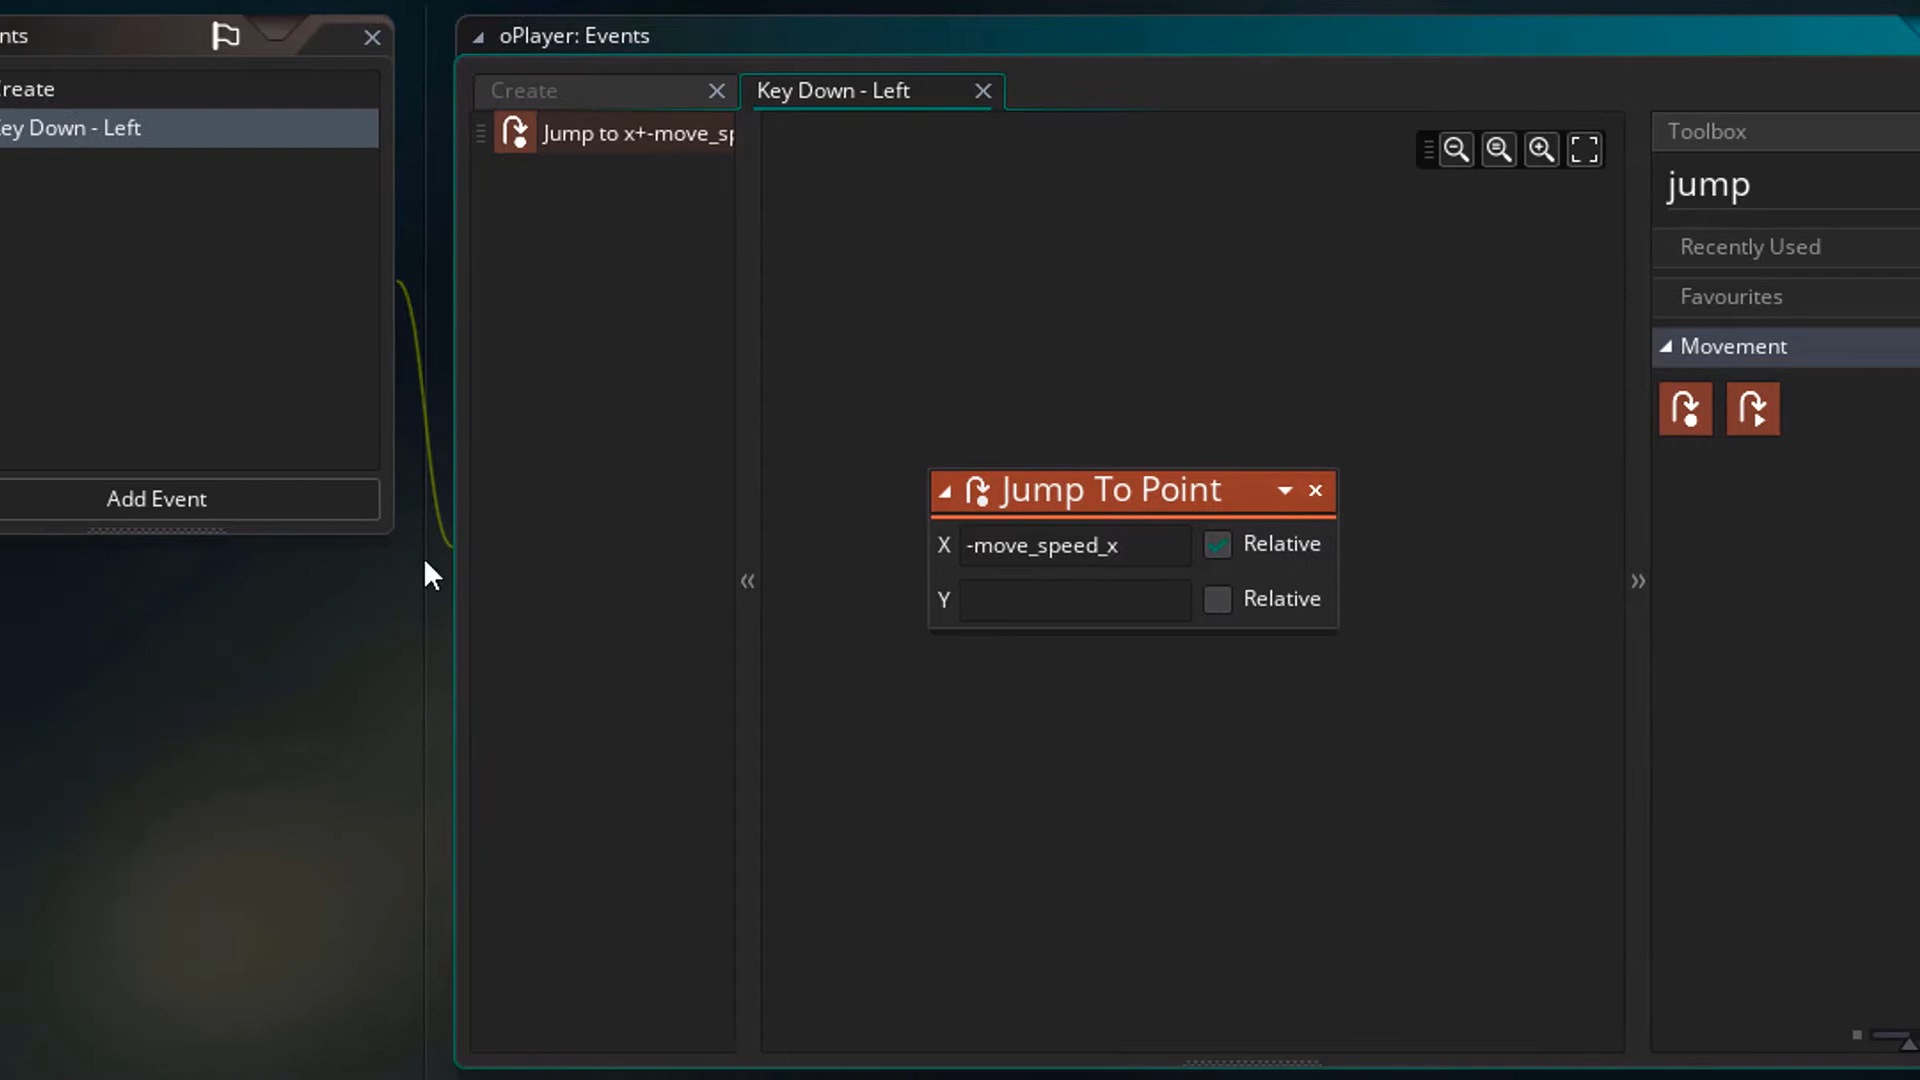 nts
reate
ey Down - Left
Add Event
oPlayer: Events
Create
Key Down - Left
Jump to x+-move_sp
Jump To Point
X -move_speed_x Relative
Y Relative
Toolbox
jump
Recently Used
Favourites
Movement